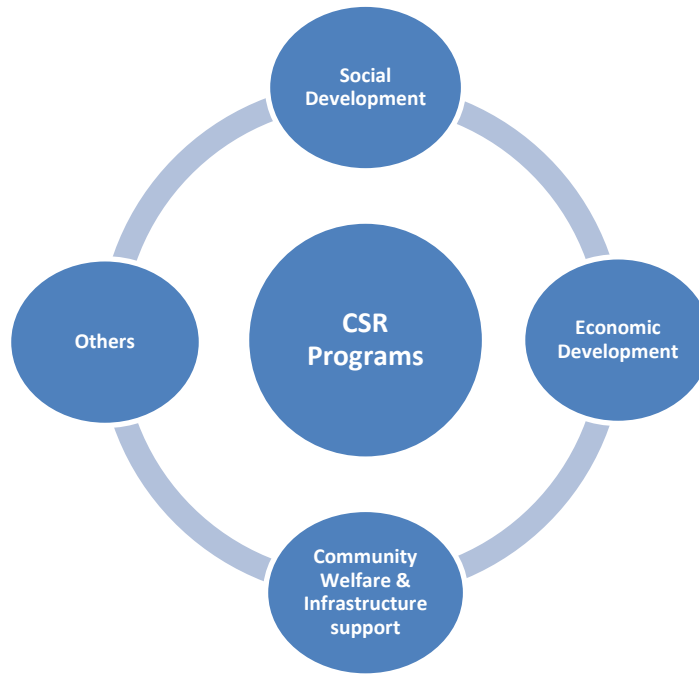 Social
Development
Others
CSR
Programs
Economic
Development
Community
Welfare &
Infrastructure
support